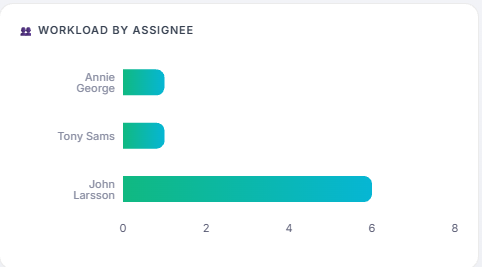 WORKLOAD BY ASSIGNEE
Annie
George
Tony Sams
John
Larsson
0 2 4 6 8